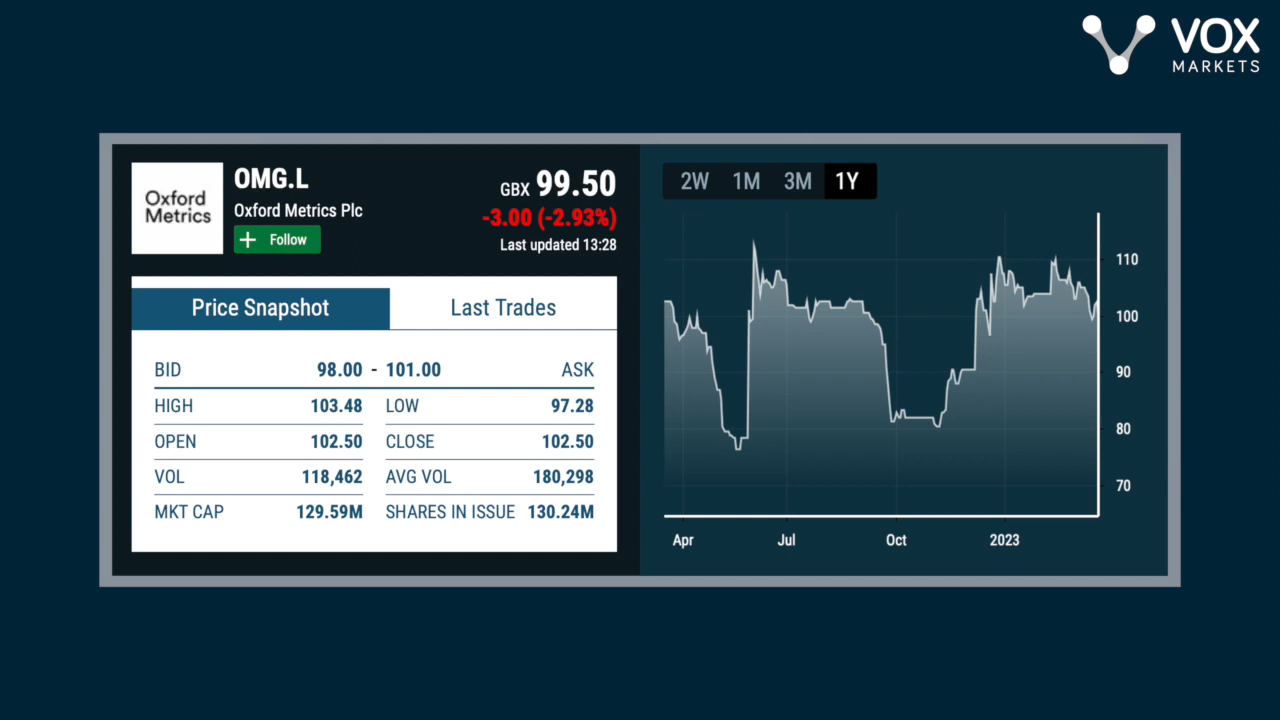 VOX
MARKETS
Oxford
Metrics
OMG.L
Oxford Metrics Plc
+ Follow
GBX 99.50
-3.00 (-2.93%)
Last updated 13:28
Price Snapshot Last Trades
BID 98.00 - 101.00 ASK
HIGH 103.48 LOW 97.28
OPEN 102.50 CLOSE 102.50
VOL 118,462 AVG VOL 180,298
MKT CAP 129.59M SHARES IN ISSUE 130.24M
2W 1M 3M 1Y
110
100
90
80
70
Apr Jul Oct 2023